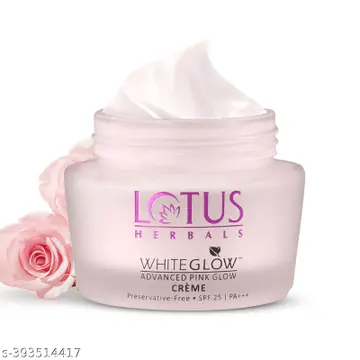 LOTUS
HERBALS
WHITEGLOW™
ADVANCED PINK GLOW
CRÈME
Preservative-Free • SPF 25 | PA+++
s-393514417